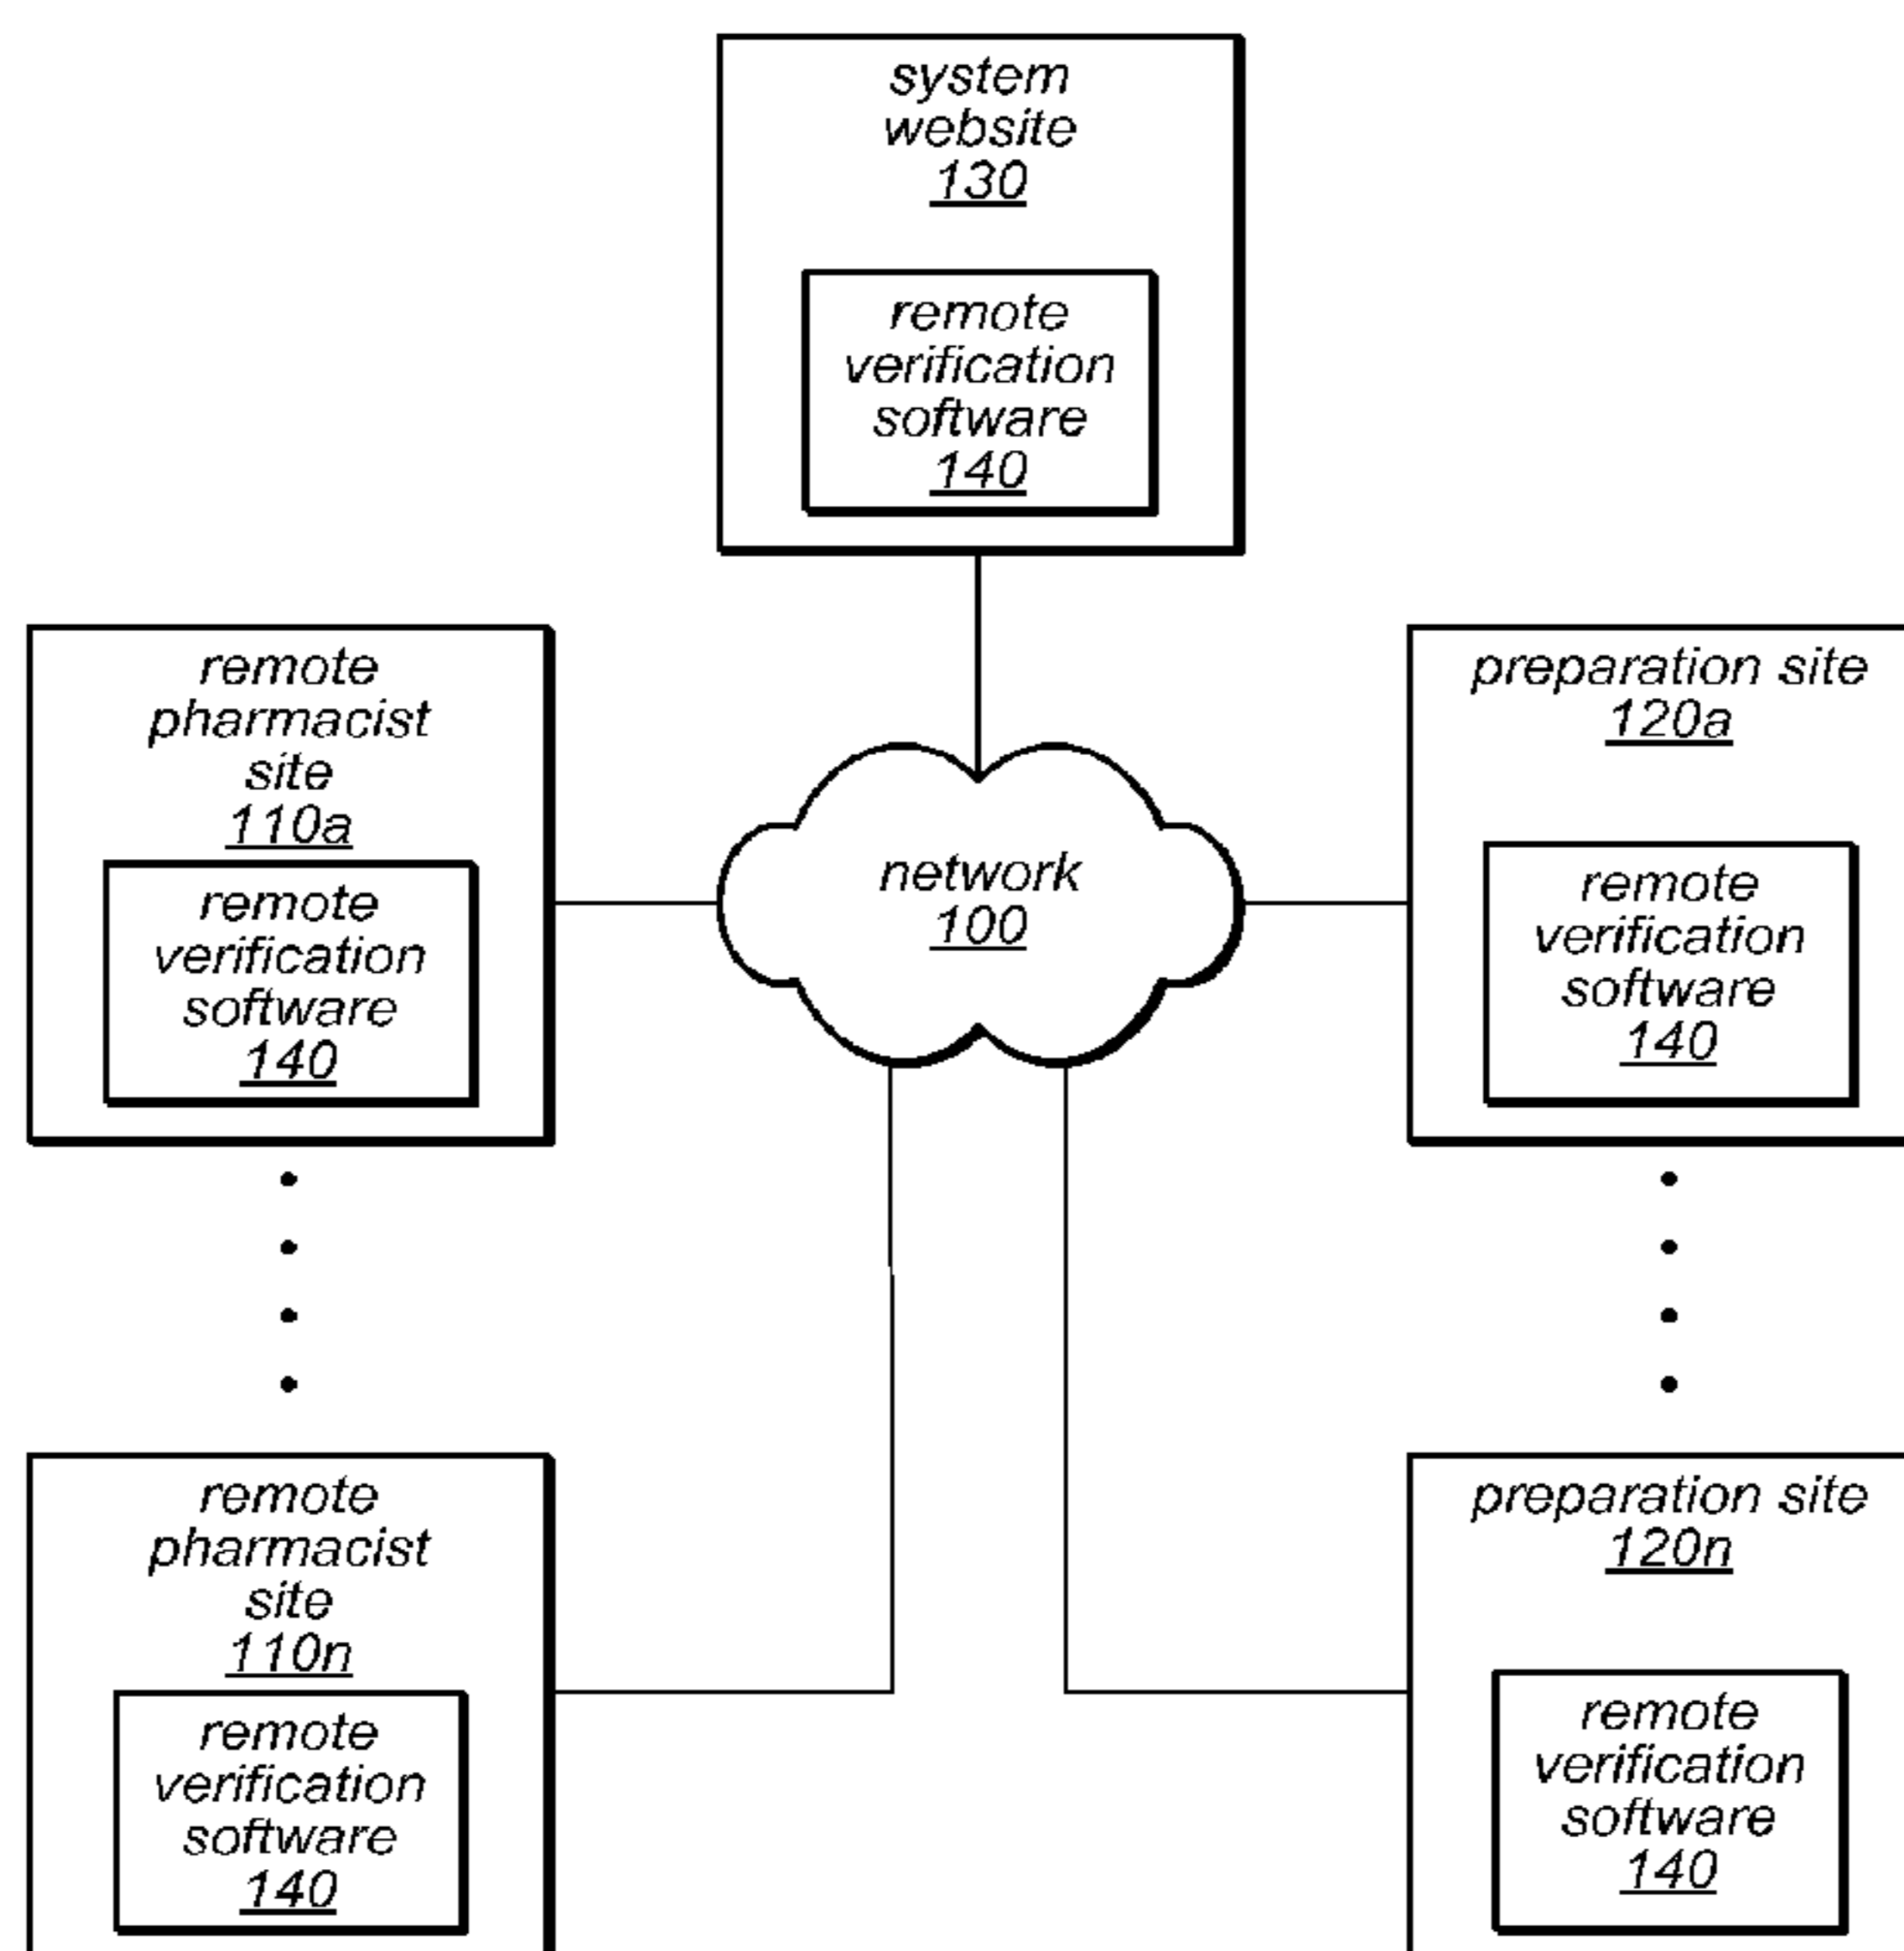 system
website
130
remote
verification
software
140
remote
pharmacist
site
110a
remote
verification
software
140
network
100
preparation site
120a
remote
verification
software
140
remote
pharmacist
site
110n
remote
verification
software
140
preparation site
120n
remote
verification
software
140